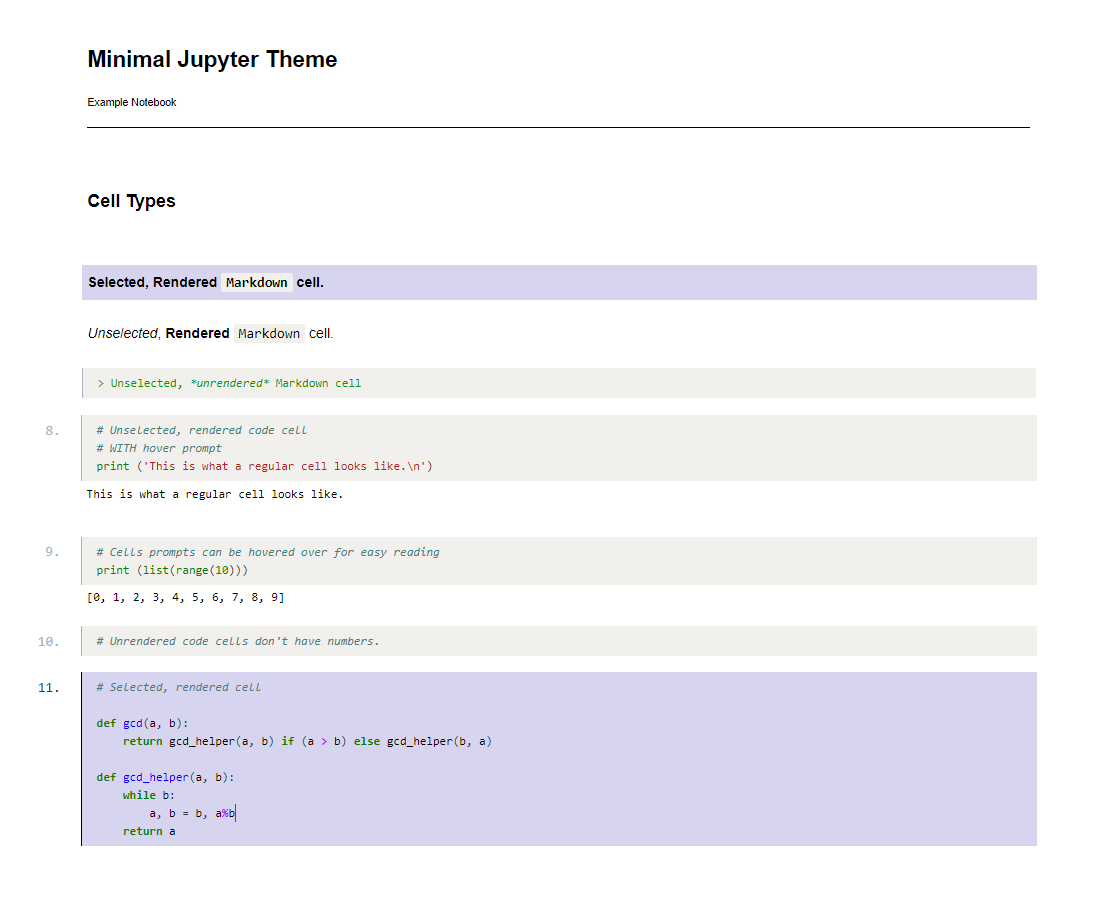 Minimal Jupyter Theme
Example Notebook
Cell Types
Selected, Rendered Markdown cell.
Unselected, Rendered Markdown cell.
> Unselected, *unrendered* Markdown cell
8.
# Unselected, rendered code cell
# WITH hover prompt
print ('This is what a regular cell looks like.\n')
This is what a regular cell looks like.
9.
# Cells prompts can be hovered over for easy reading
print (list(range(10)))
[0, 1, 2, 3, 4, 5, 6, 7, 8, 9]
10.
# Unrendered code cells don't have numbers.
11.
# Selected, rendered cell
def gcd(a, b):
    return gcd_helper(a, b) if (a > b) else gcd_helper(b, a)
def gcd_helper(a, b):
    while b:
        a, b = b, a%b
    return a